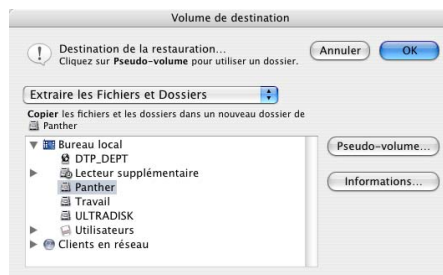 Volume de destination
Destination de la restauration...
Cliquez sur Pseudo-volume pour utiliser un dossier.
Annuler
OK
Extraire les Fichiers et Dossiers
Copier les fichiers et les dossiers dans un nouveau dossier de
Panther
Bureau local
DTP_DEPT
Lecteur supplémentaire
Panther
Travail
ULTRADISK
Utilisateurs
Clients en réseau
Pseudo-volume...
Informations...